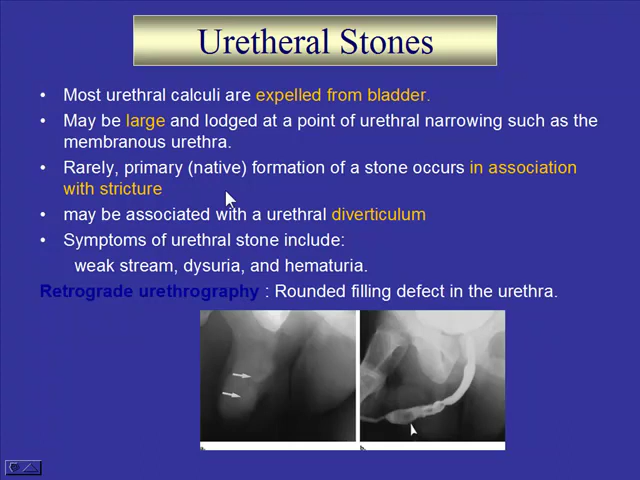 Uretheral Stones
• Most urethral calculi are expelled from bladder.
• May be large and lodged at a point of urethral narrowing such as the
membranous urethra.
• Rarely, primary (native) formation of a stone occurs in association
with stricture
• may be associated with a urethral diverticulum
• Symptoms of urethral stone include:
weak stream, dysuria, and hematuria.
Retrograde urethrography : Rounded filling defect in the urethra.